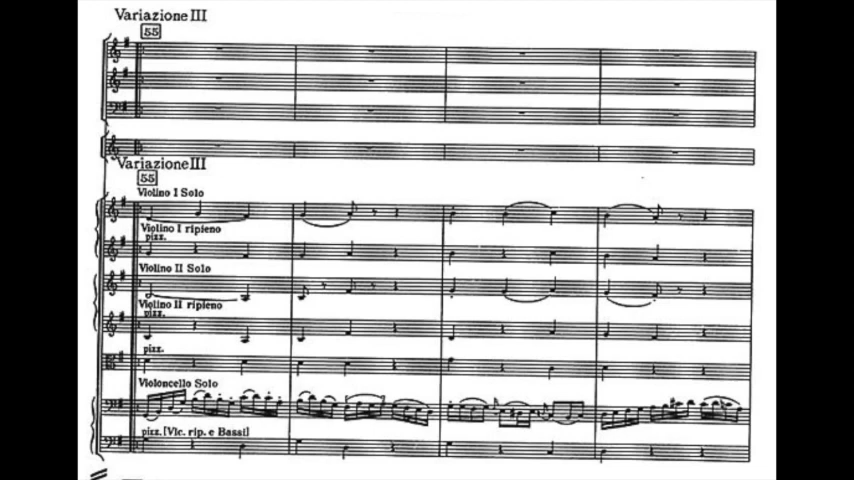 Variazione III
55
Variazione III
55
Violino I Solo
Violino I ripieno
pizz.
Violino II Solo
Violino II ripieno
pizz.
pizz.
Violoncello Solo
pizz.[Vlc. rip. e Bassi]